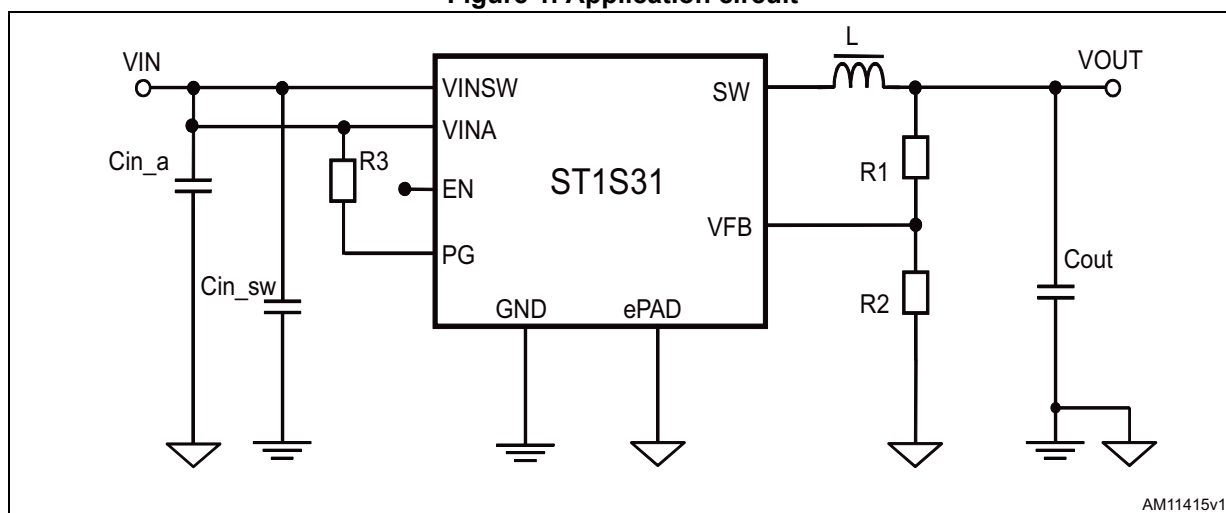 Figure 1. Application circuit
VIN
L
VOUT
VINSW
SW
VINA
Cin_a
R3
R1
EN
ST1S31
VFB
PG
Cout
Cin_sw
R2
GND
ePAD
AM11415v1